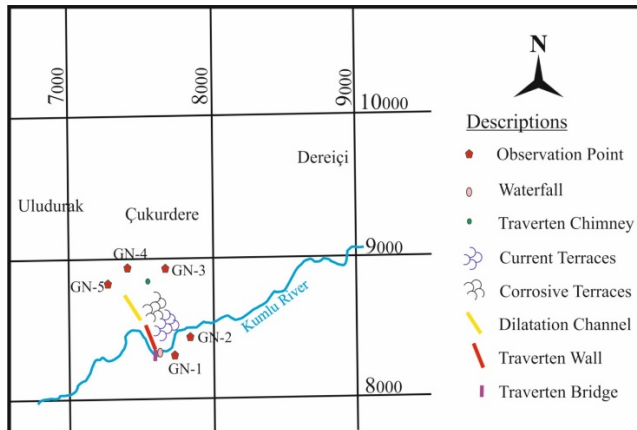 7000
8000
9000
10000
Dereiçi
Uludurak
Çukurdere
GN-4
GN-3
GN-5
9000
Kumlu River
GN-2
GN-1
8000
N
Descriptions
Observation Point
Waterfall
Traverten Chimney
Current Terraces
Corrosive Terraces
Dilatation Channel
Traverten Wall
Traverten Bridge